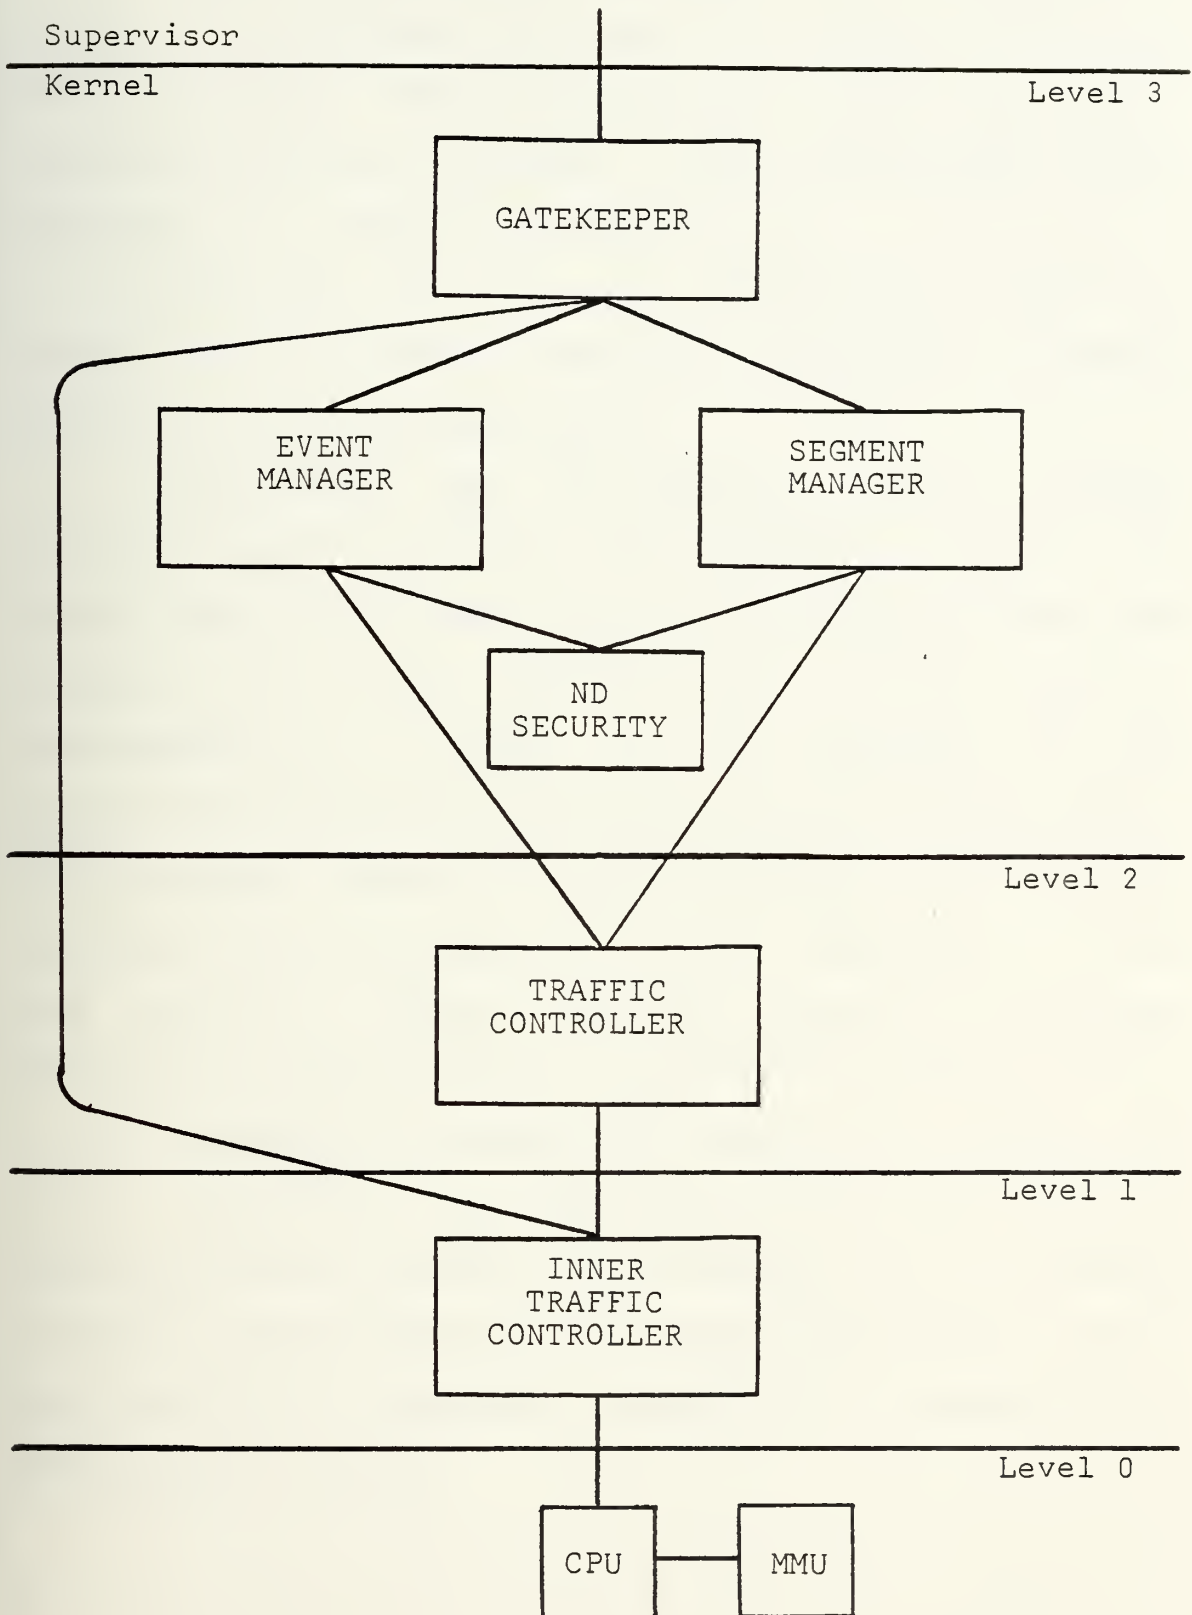 Supervisor
Kernel
Level 3
GATEKEEPER
EVENT
MANAGER
SEGMENT
MANAGER
ND
SECURITY
Level 2
TRAFFIC
CONTROLLER
Level 1
INNER
TRAFFIC
CONTROLLER
Level 0
CPU
MMU